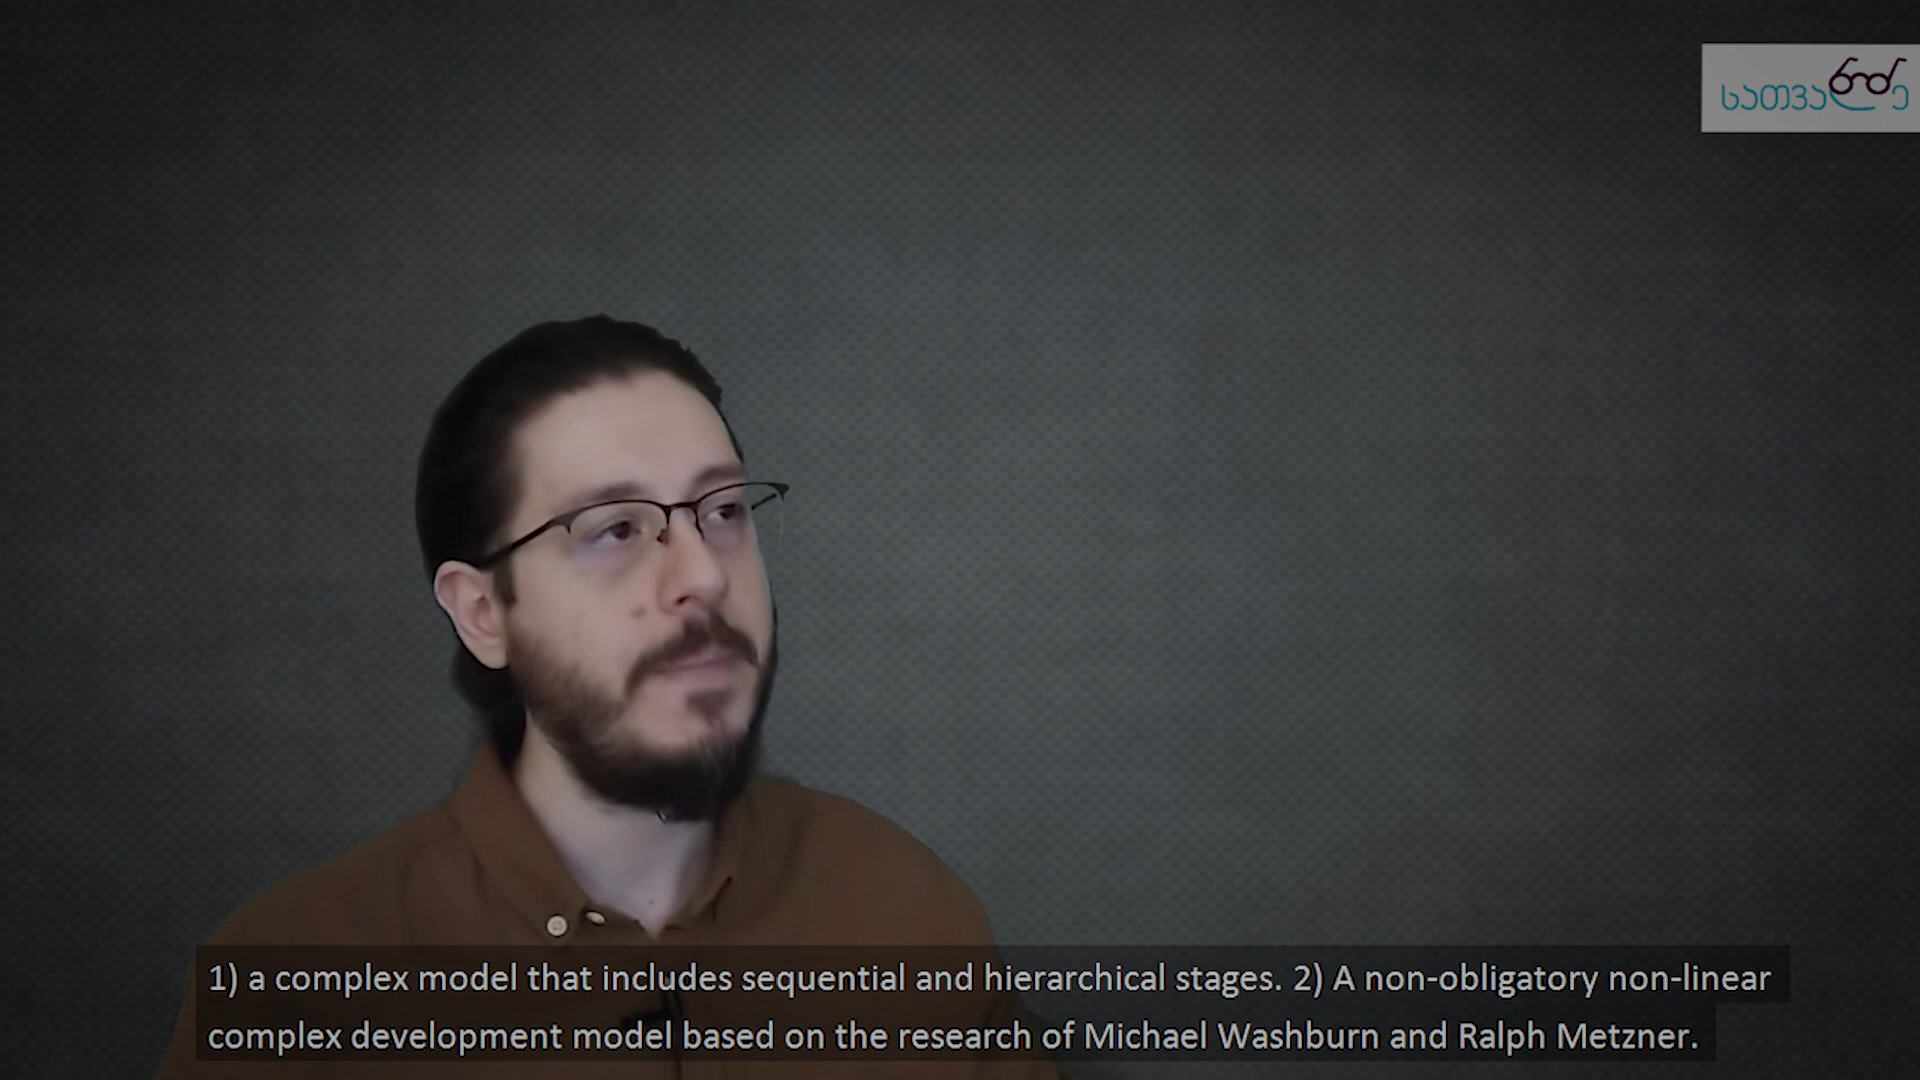 სათვალე
1) a complex model that includes sequential and hierarchical stages. 2) A non-obligatory non-linear
complex development model based on the research of Michael Washburn and Ralph Metzner.